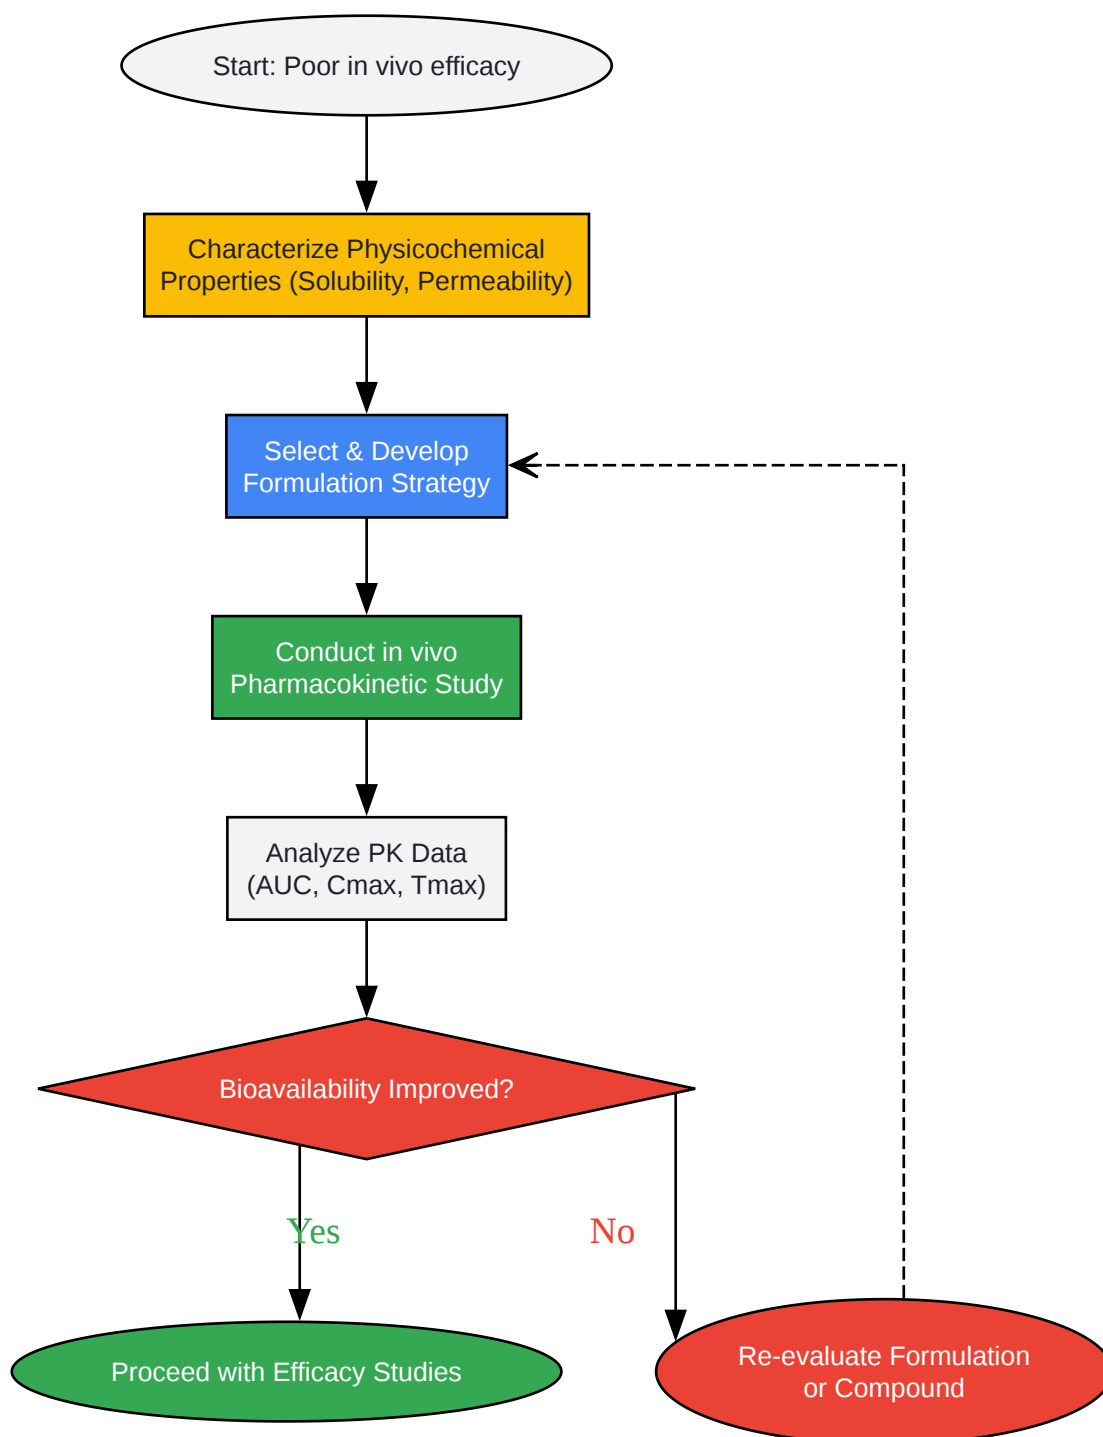 Start: Poor in vivo efficacy
Characterize Physicochemical
Properties (Solubility, Permeability)
Select & Develop
Formulation Strategy
Conduct in vivo
Pharmacokinetic Study
Analyze PK Data
(AUC, Cmax, Tmax)
Bioavailability Improved?
Yes
No
Proceed with Efficacy Studies
Re-evaluate Formulation
or Compound